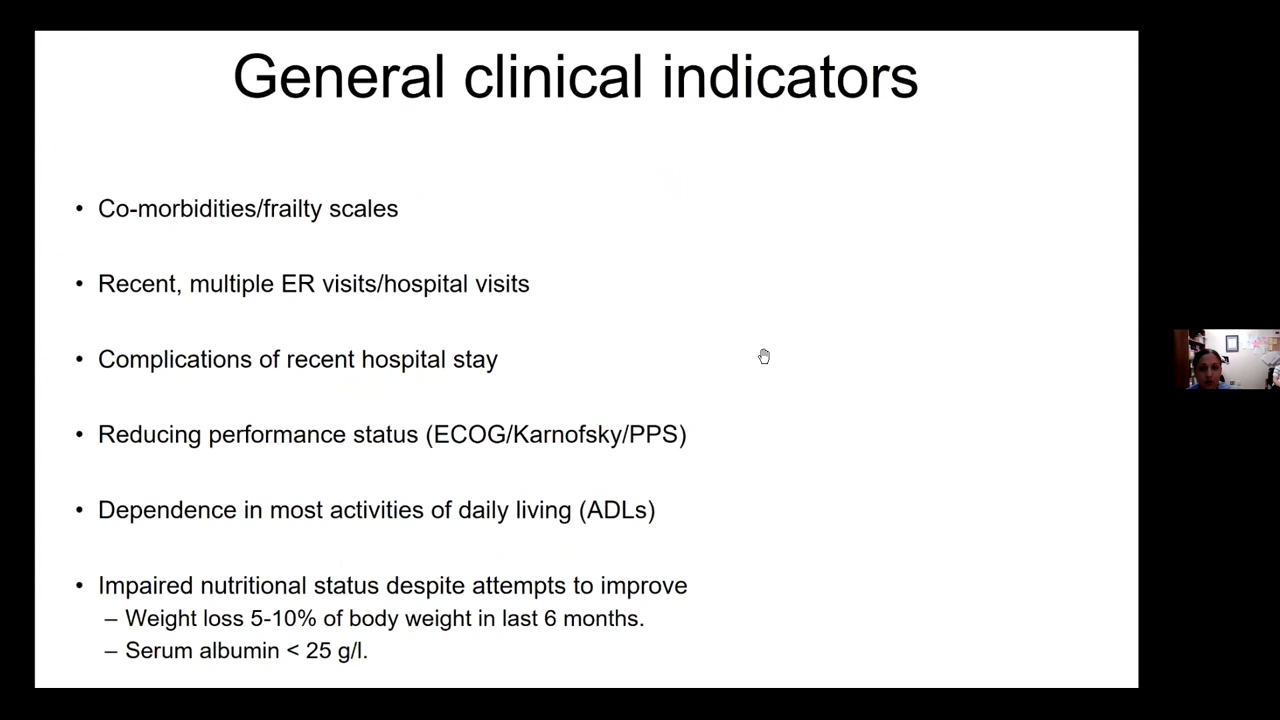 General clinical indicators
• Co-morbidities/frailty scales
• Recent, multiple ER visits/hospital visits
• Complications of recent hospital stay
• Reducing performance status (ECOG/Karnofsky/PPS)
• Dependence in most activities of daily living (ADLs)
• Impaired nutritional status despite attempts to improve
– Weight loss 5-10% of body weight in last 6 months.
– Serum albumin < 25 g/l.